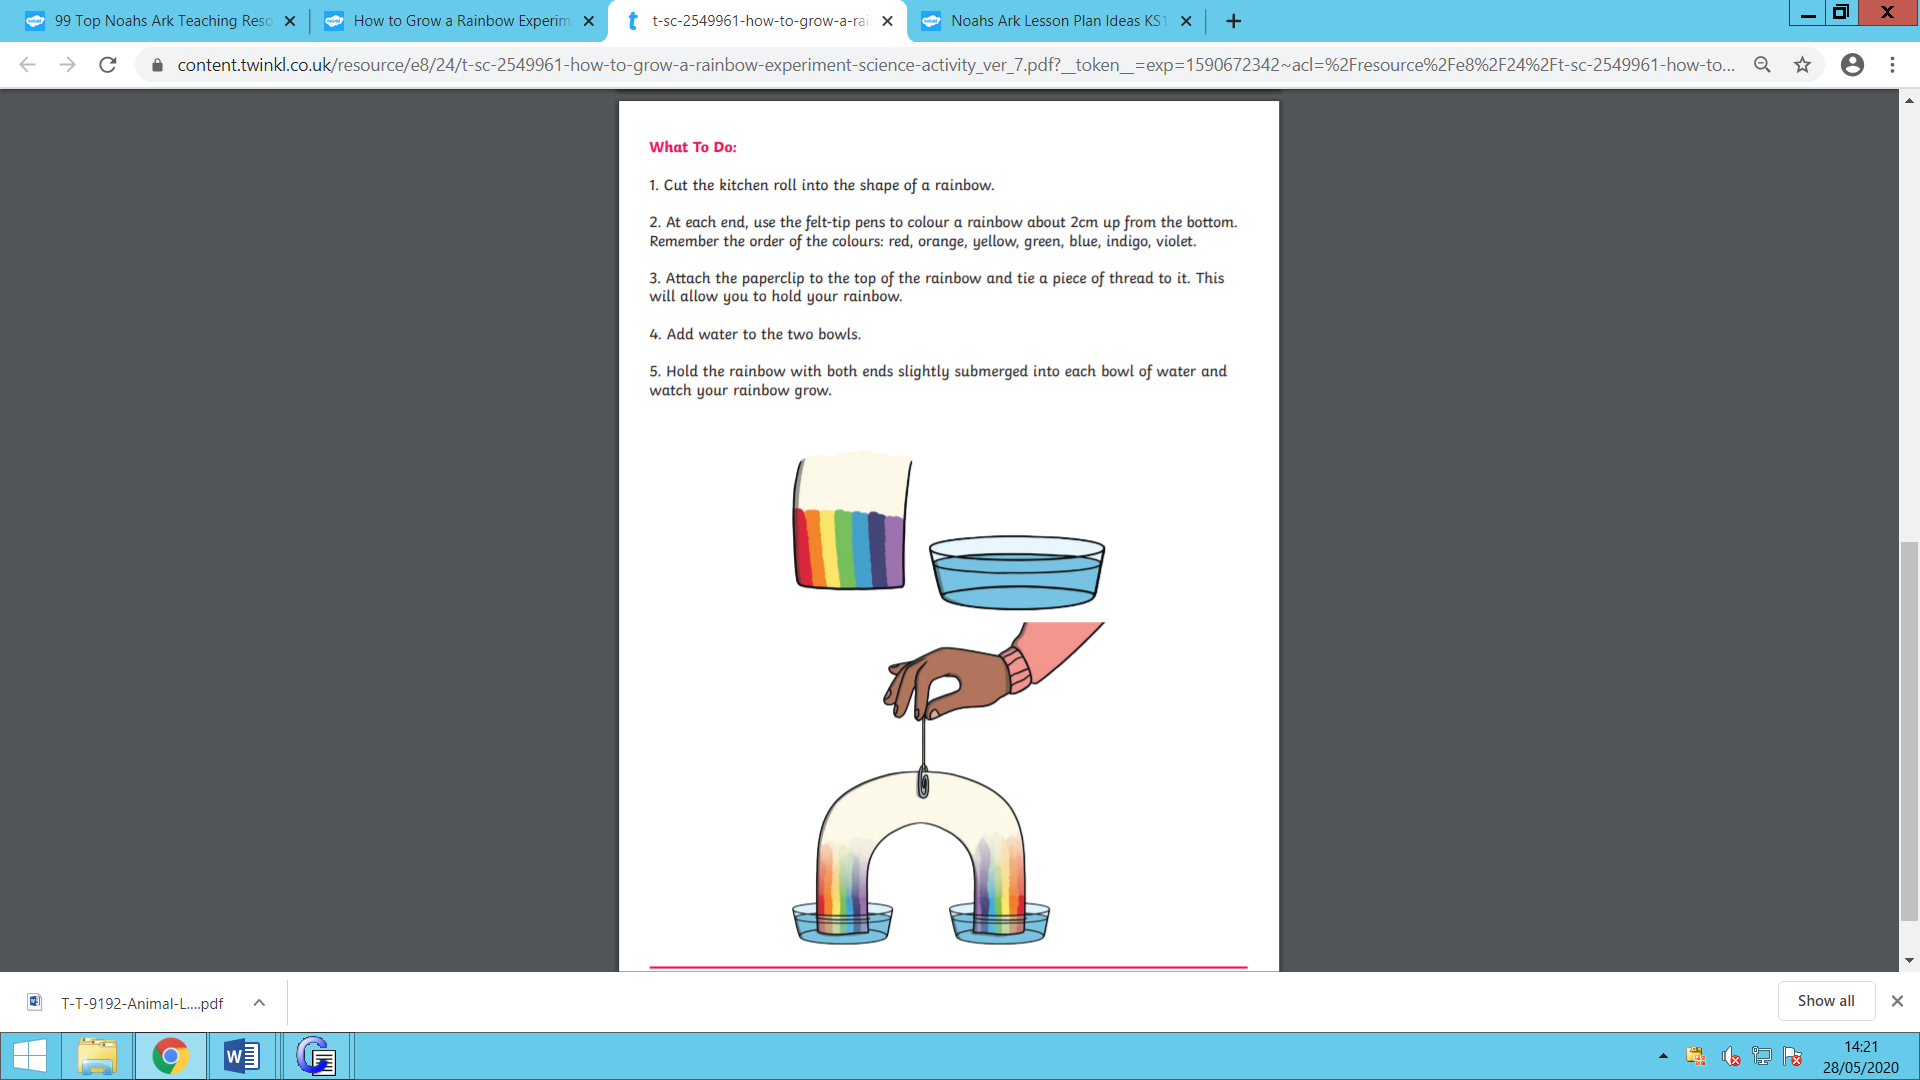 99 Top Noahs Ark Teaching Reso
How to Grow a Rainbow Experim
t-sc-2549961-how-to-grow-a-rai
Noahs Ark Lesson Plan Ideas KS1
content.twinkl.co.uk/resource/e8/24/t-sc-2549961-how-to-grow-a-rainbow-experiment-science-activity_ver_7.pdf?__token__=exp=1590672342~acl=%2Fresource%2Fe8%2F24%2Ft-sc-2549961-how-to...
What To Do:
1. Cut the kitchen roll into the shape of a rainbow.
2. At each end, use the felt-tip pens to colour a rainbow about 2cm up from the bottom.
Remember the order of the colours: red, orange, yellow, green, blue, indigo, violet.
3. Attach the paperclip to the top of the rainbow and tie a piece of thread to it. This
will allow you to hold your rainbow.
4. Add water to the two bowls.
5. Hold the rainbow with both ends slightly submerged into each bowl of water and
watch your rainbow grow.
T-T-9192-Animal-L....pdf
Show all
14:21
28/05/2020